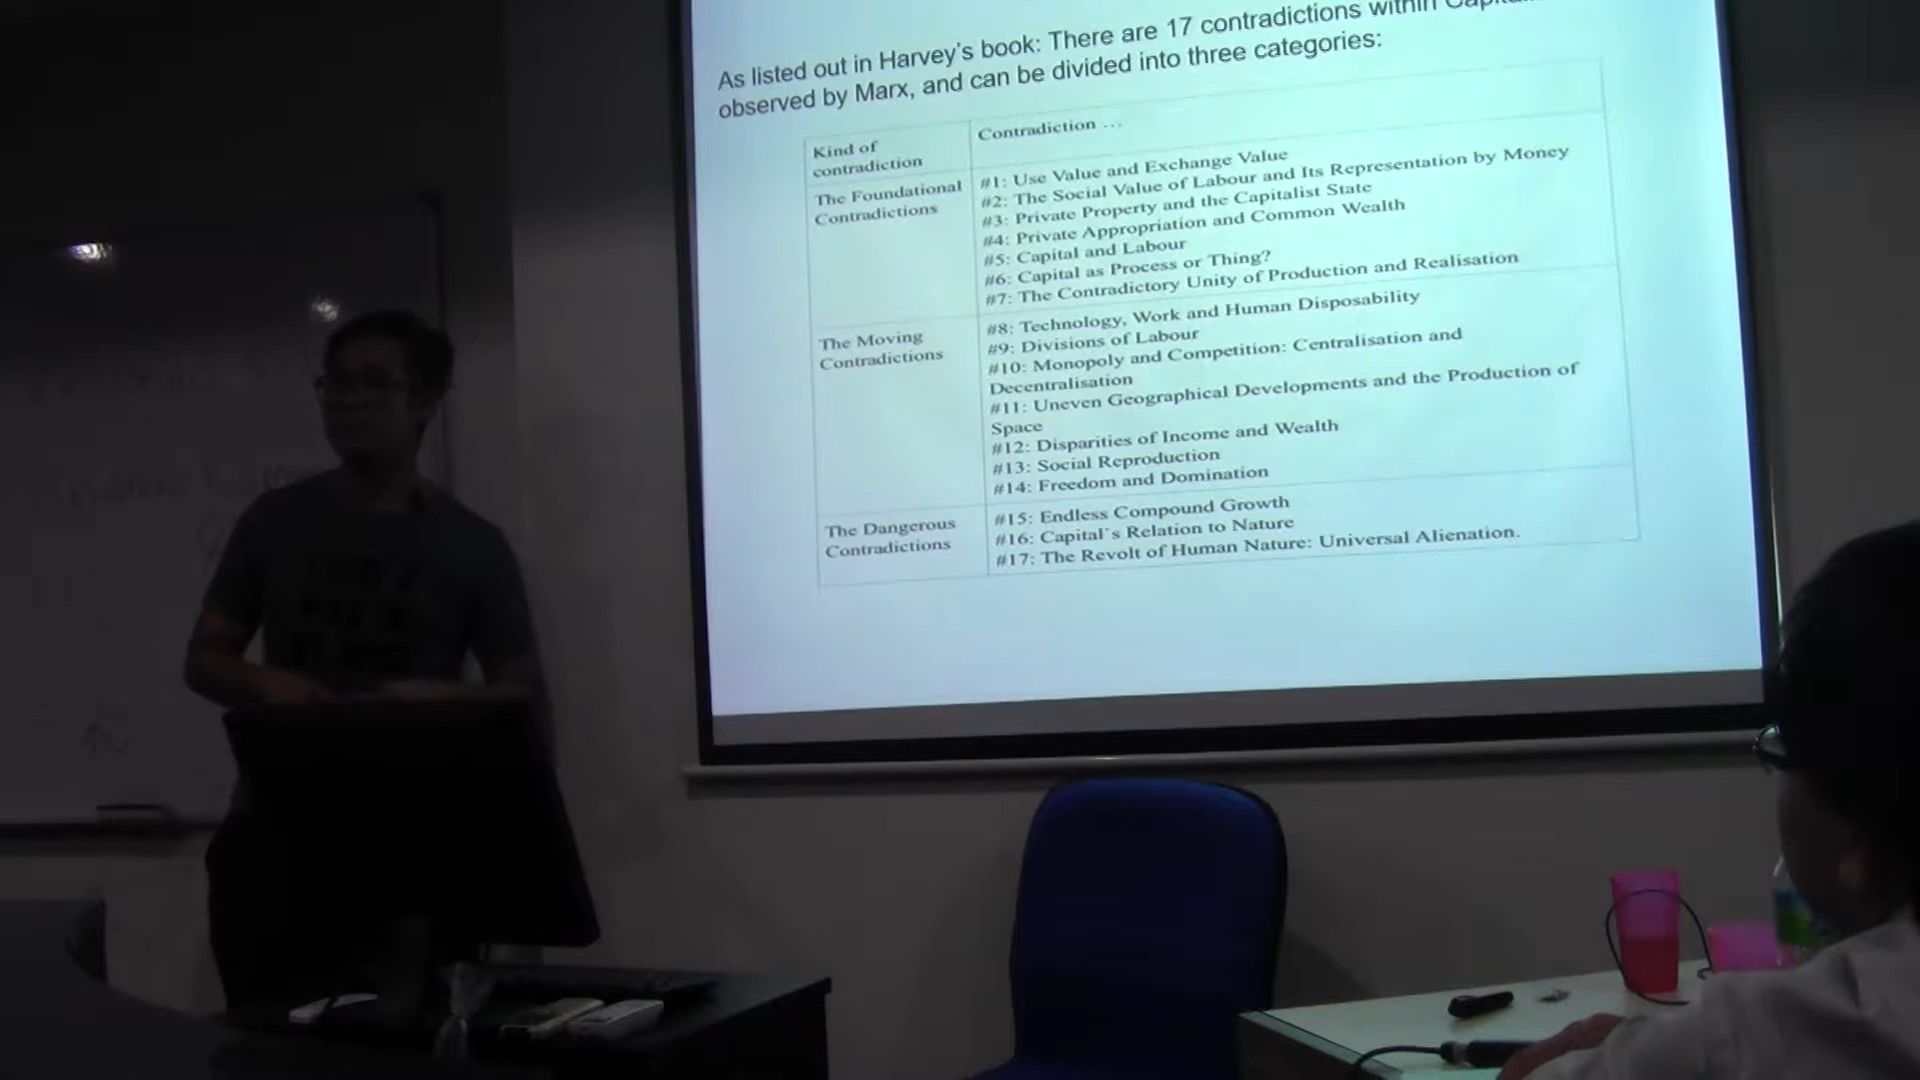 As listed out in Harvey's book: There are 17 contradictions within
observed by Marx, and can be divided into three categories:
Kind of
contradiction
Contradiction ...
The Foundational
Contradictions
#1: Use Value and Exchange Value
#2: The Social Value of Labour and Its Representation by Money
#3: Private Property and the Capitalist State
#4: Private Appropriation and Common Wealth
#5: Capital and Labour
#6: Capital as Process or Thing?
#7: The Contradictory Unity of Production and Realisation
The Moving
Contradictions
#8: Technology, Work and Human Disposability
#9: Divisions of Labour
#10: Monopoly and Competition: Centralisation and
Decentralisation
#11: Uneven Geographical Developments and the Production of
Space
#12: Disparities of Income and Wealth
#13: Social Reproduction
#14: Freedom and Domination
The Dangerous
Contradictions
#15: Endless Compound Growth
#16: Capital`s Relation to Nature
#17: The Revolt of Human Nature: Universal Alienation.